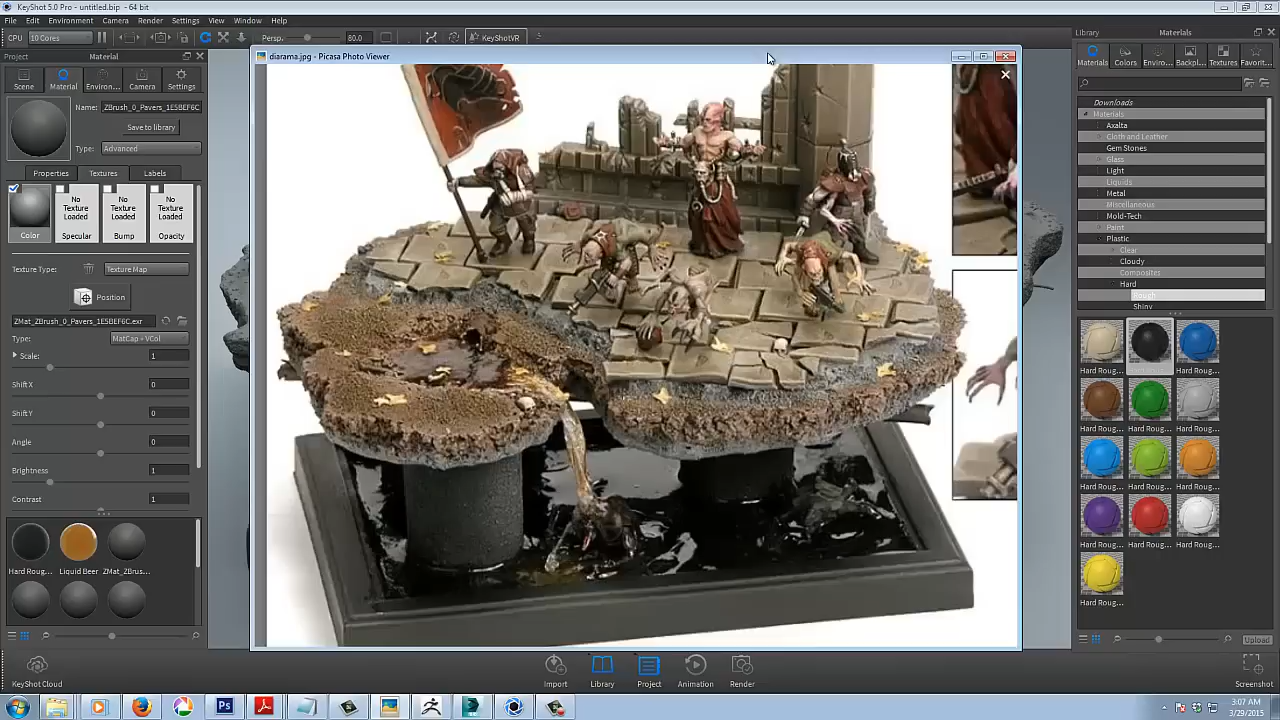 KeyShot 5.0 Pro - untitled.bip - 64 bit
File Edit Environment Camera Render Settings View Window Help
CPU 10 Cores Persp. 80.0 KeyShotVR
Project Material
Scene Material Environ... Camera Settings
Name: ZBrush_0_Pavers_1E5BEF6C
Save to library
Type: Advanced
Properties Textures Labels
No Texture Loaded No Texture Loaded No Texture Loaded
Color Specular Bump Opacity
Texture Type: Texture Map
Position
ZMat_ZBrush_0_Pavers_1E5BEF6C.exr
Type: MatCap + VCol
Scale: 1
ShiftX 0
ShiftY 0
Angle 0
Brightness 1
Contrast 1
Hard Roug... Liquid Beer ZMat_ZBrus...
KeyShot Cloud
diarama.jpg - Picasa Photo Viewer
Import Library Project Animation Render
Library Materials
Materials Colors Enviro... Backpl... Textures Favorit...
Downloads
Materials
Axalta
Cloth and Leather
Gem Stones
Glass
Light
Liquids
Metal
Miscellaneous
Mold-Tech
Paint
Plastic
Clear
Cloudy
Composites
Hard
Rough
Shiny
Hard Roug... Hard Roug... Hard Roug...
Hard Roug... Hard Roug... Hard Roug...
Hard Roug... Hard Roug... Hard Roug...
Hard Roug... Hard Roug... Hard Roug...
Hard Roug...
Upload
Screenshot
Ps
3:07 AM
3/29/2015